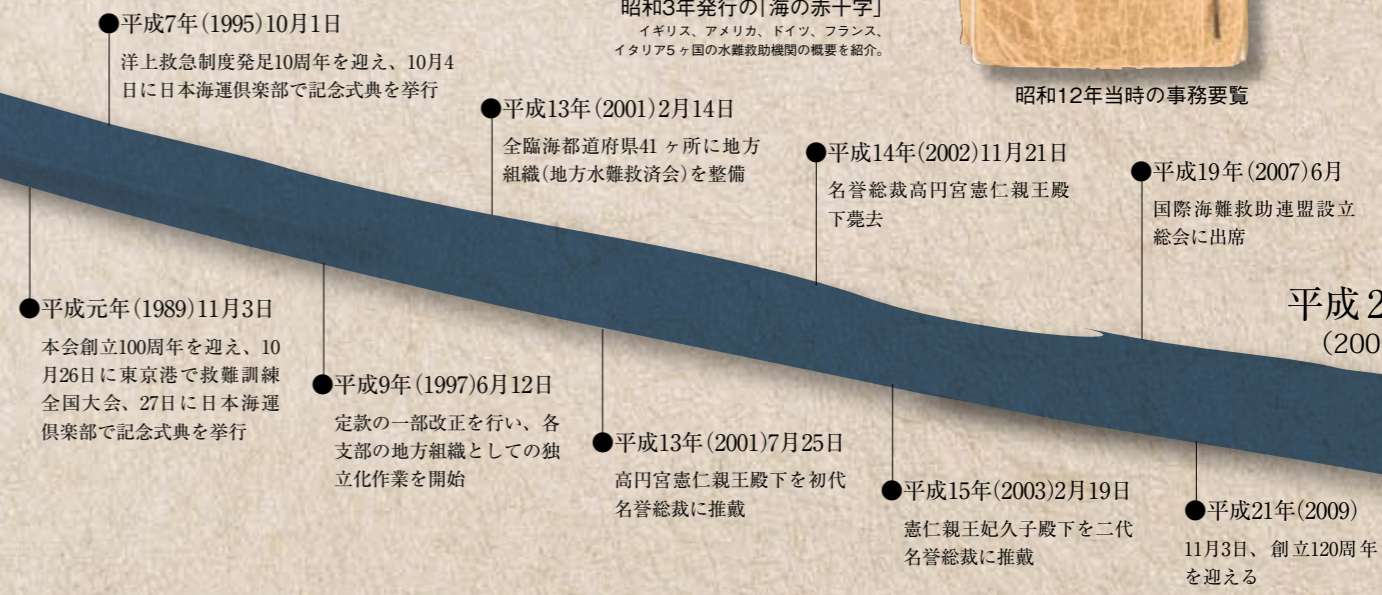 平成7年(1995)10月1日
洋上救急制度発足10周年を迎え、10月4
日に日本海運倶楽部で記念式典を挙行
昭和3年発行の「海の赤十字」
イギリス、アメリカ、ドイツ、フランス、
イタリア5ヶ国の水難救助機関の概要を紹介。
昭和12年当時の事務要覧
平成13年(2001)2月14日
全臨海都道府県41ヶ所に地方
組織(地方水難救済会)を整備
平成14年(2002)11月21日
名誉総裁高円宮憲仁親王殿
下薨去
平成19年(2007)6月
国際海難救助連盟設立
総会に出席
平成元年(1989)11月3日
本会創立100周年を迎え、10
月26日に東京港で救難訓練
全国大会、27日に日本海運
倶楽部で記念式典を挙行
平成9年(1997)6月12日
定款の一部改正を行い、各
支部の地方組織としての独
立化作業を開始
平成13年(2001)7月25日
高円宮憲仁親王殿下を初代
名誉総裁に推戴
平成15年(2003)2月19日
憲仁親王妃久子殿下を二代
名誉総裁に推戴
平成2
(200
平成21年(2009)
11月3日、創立120周年
を迎える